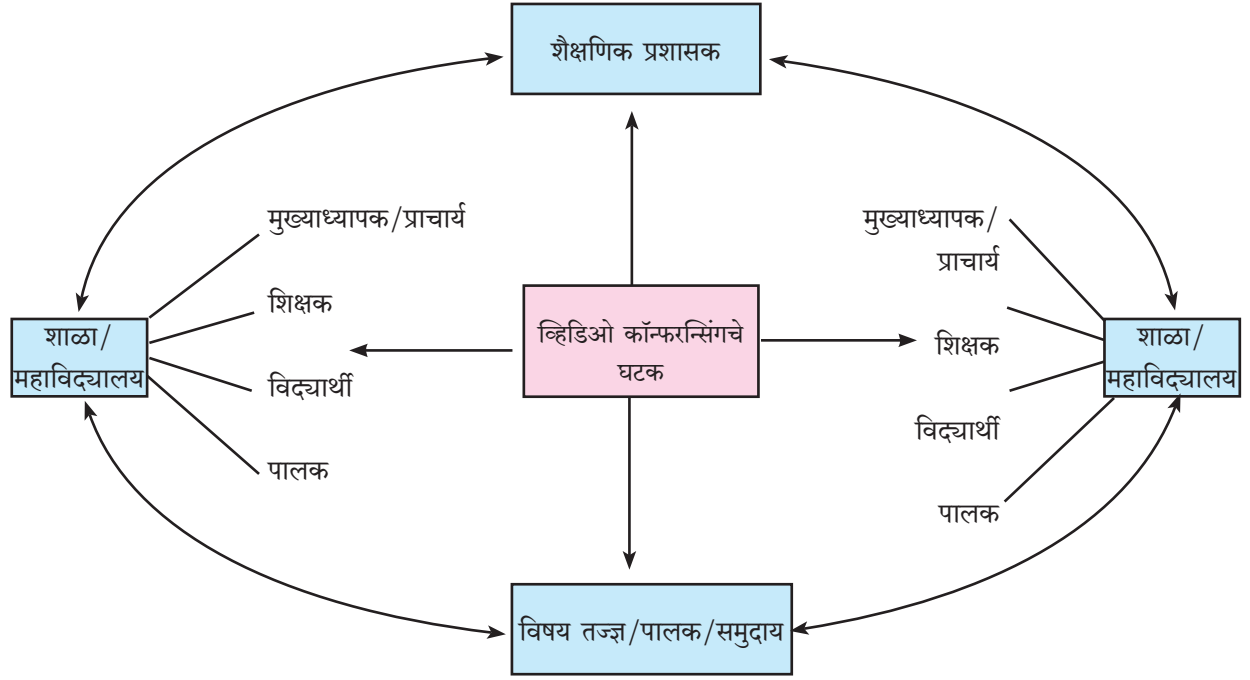 शैक्षणिक प्रशासक
मुख्याध्यापक/प्राचार्य
शिक्षक
विद्यार्थी
पालक
शाळा/
महाविद्यालय
व्हिडिओ कॉन्फरन्सिंगचे
घटक
मुख्याध्यापक/
प्राचार्य
शिक्षक
विद्यार्थी
पालक
शाळा/
महाविद्यालय
विषय तज्ज्ञ/पालक/समुदाय